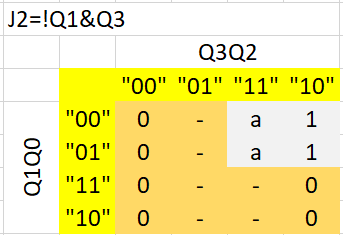 J2=!Q1&Q3
Q3Q2
"00" "01" "11" "10"
Q1Q0
"00" 0 - a 1
"01" 0 - a 1
"11" 0 - - 0
"10" 0 - - 0